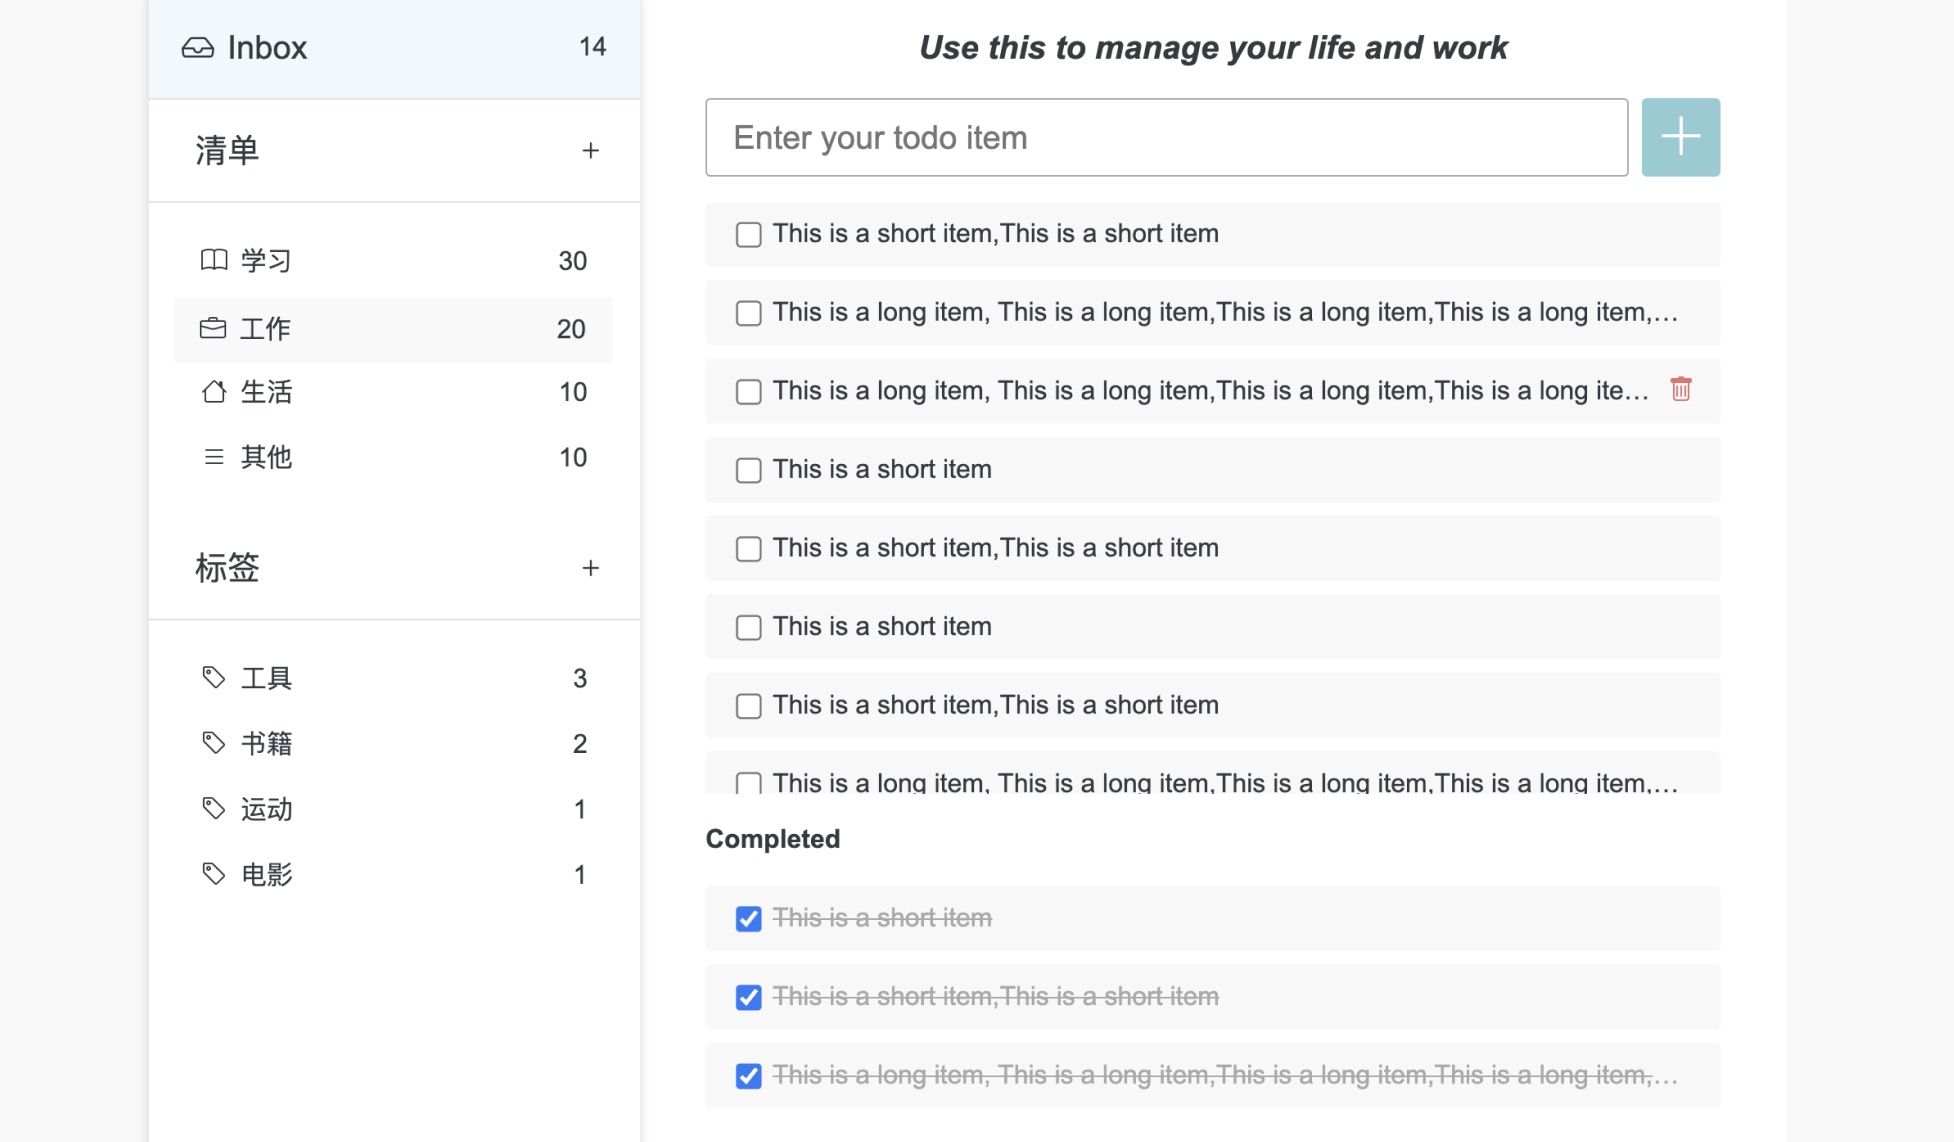 Inbox 14
清单 +
学习 30
工作 20
生活 10
其他 10
标签 +
工具 3
书籍 2
运动 1
电影 1
Use this to manage your life and work
Enter your todo item
This is a short item,This is a short item
This is a long item, This is a long item,This is a long item,This is a long item,...
This is a long item, This is a long item,This is a long item,This is a long ite...
This is a short item
This is a short item,This is a short item
This is a short item
This is a short item,This is a short item
This is a long item, This is a long item,This is a long item,This is a long item,...
Completed
This is a short item
This is a short item,This is a short item
This is a long item, This is a long item,This is a long item,This is a long item,...